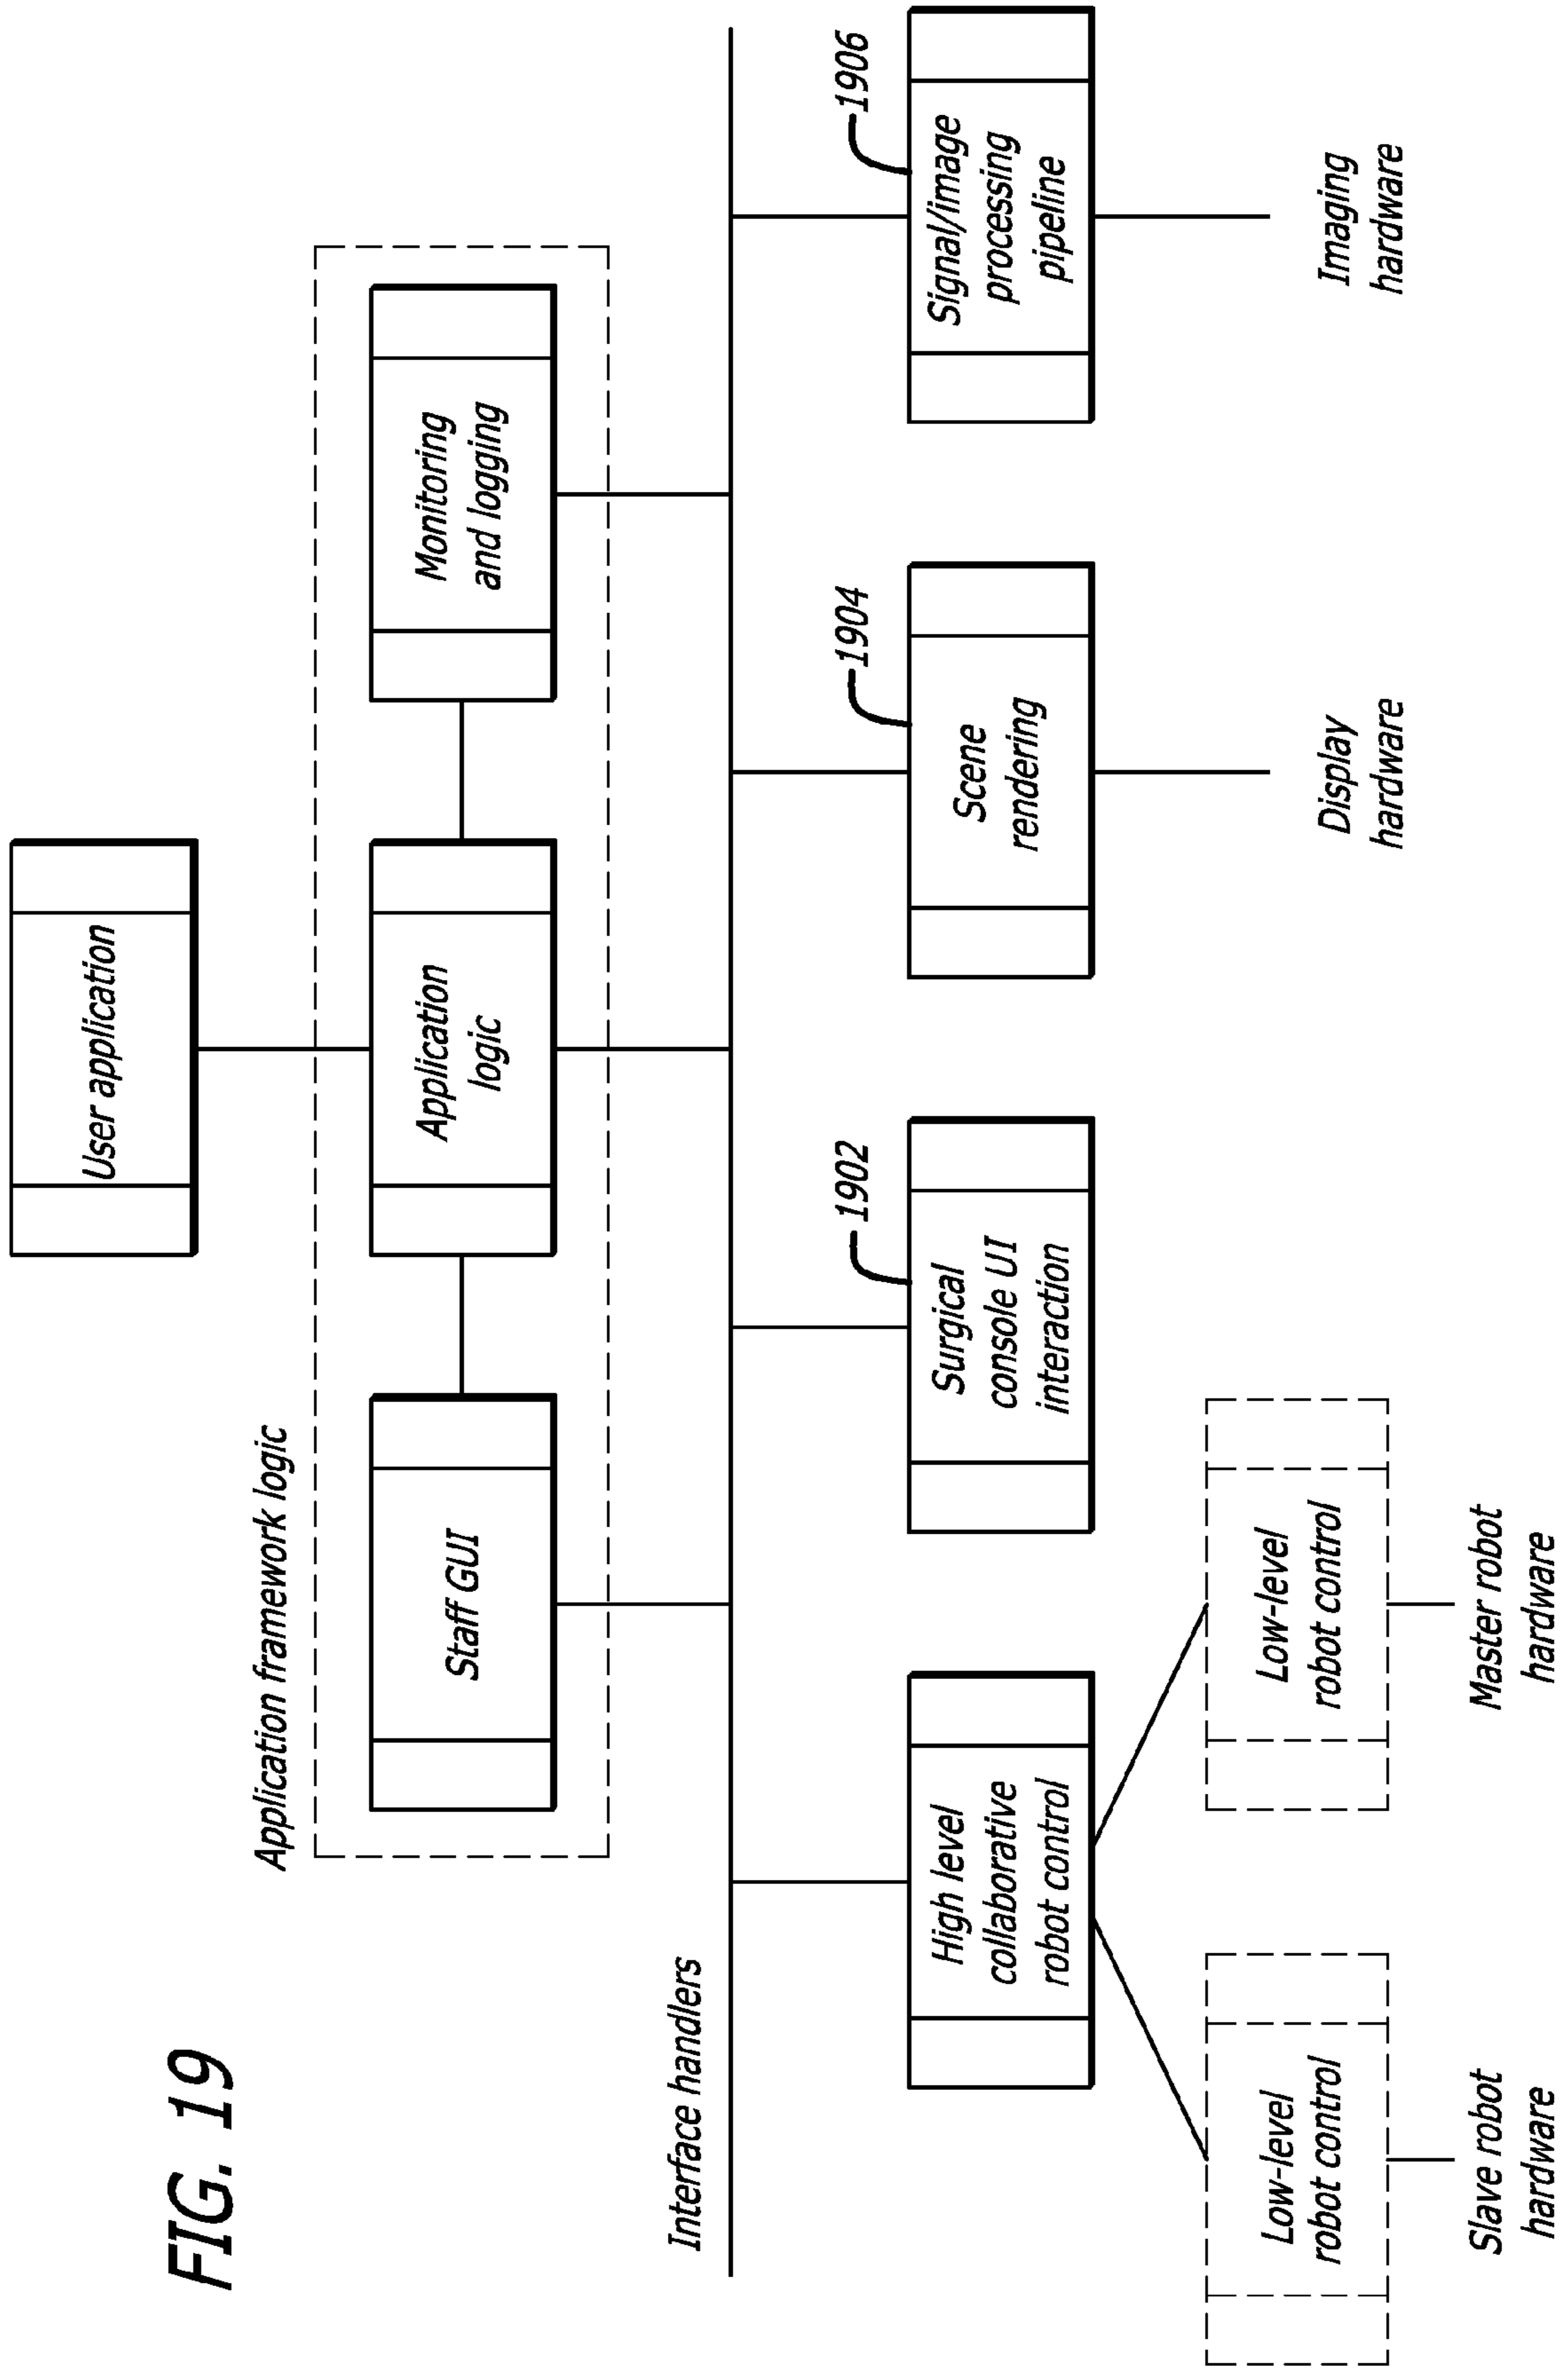 FIG. 19
User application
Application framework logic
Staff GUI
Application
logic
Monitoring
and logging
Interface handlers
High level
collaborative
robot control
1902
Surgical
console UI
interaction
1904
Scene
rendering
1906
Signal/image
processing
pipeline
Low-level
robot control
Low-level
robot control
Slave robot
hardware
Master robot
hardware
Display
hardware
Imaging
hardware